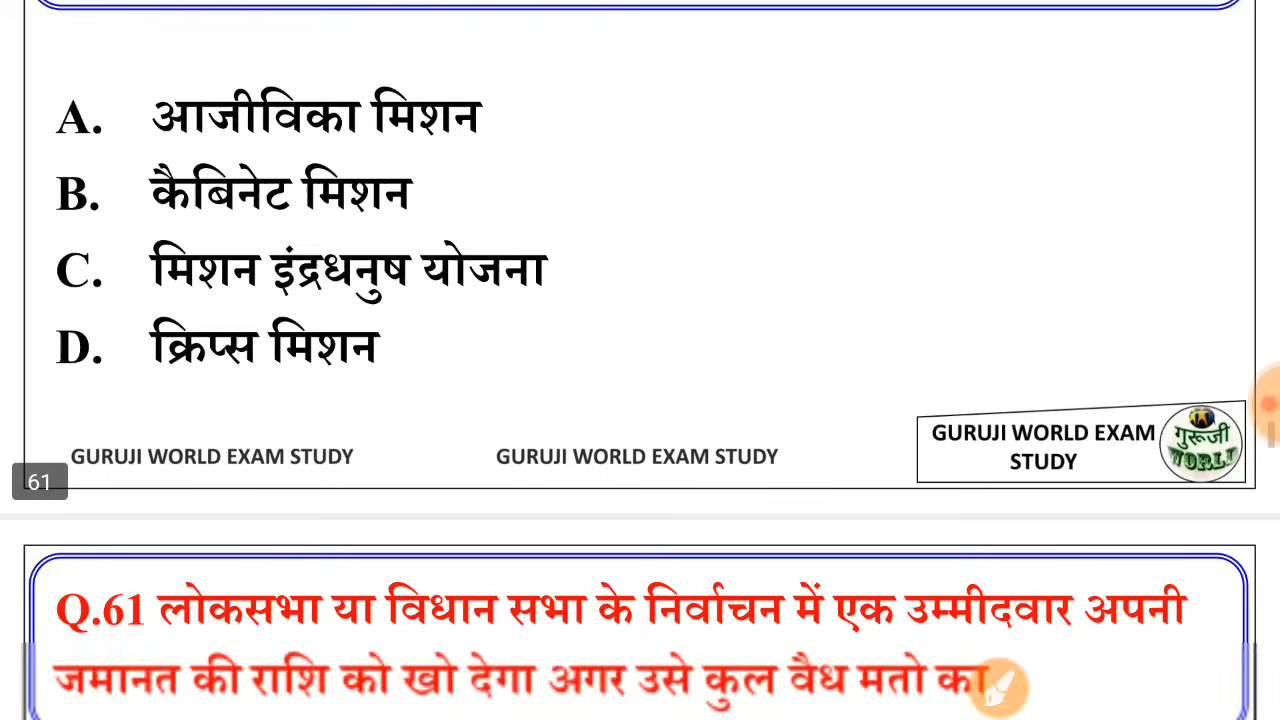 A. आजीविका मिशन
B. कैबिनेट मिशन
C. मिशन इंद्रधनुष योजना
D. क्रिप्स मिशन
GURUJI WORLD EXAM STUDY GURUJI WORLD EXAM STUDY
GURUJI WORLD EXAM
STUDY
गुरूजी
WORLD
61
Q.61 लोकसभा या विधान सभा के निर्वाचन में एक उम्मीदवार अपनी
जमानत की राशि को खो देगा अगर उसे कुल वैध मतो का